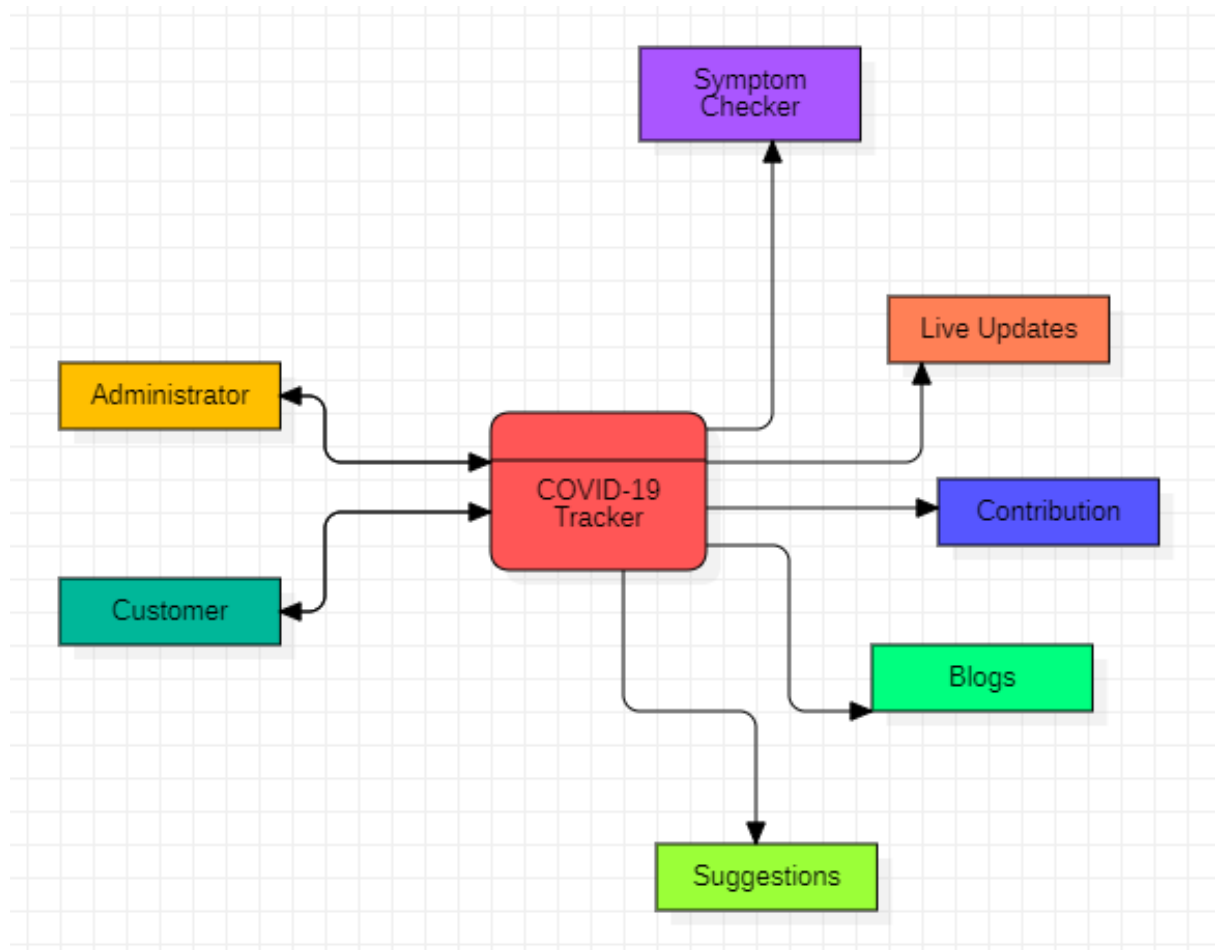 Symptom
Checker
Live Updates
Administrator
COVID-19
Tracker
Contribution
Customer
Blogs
Suggestions